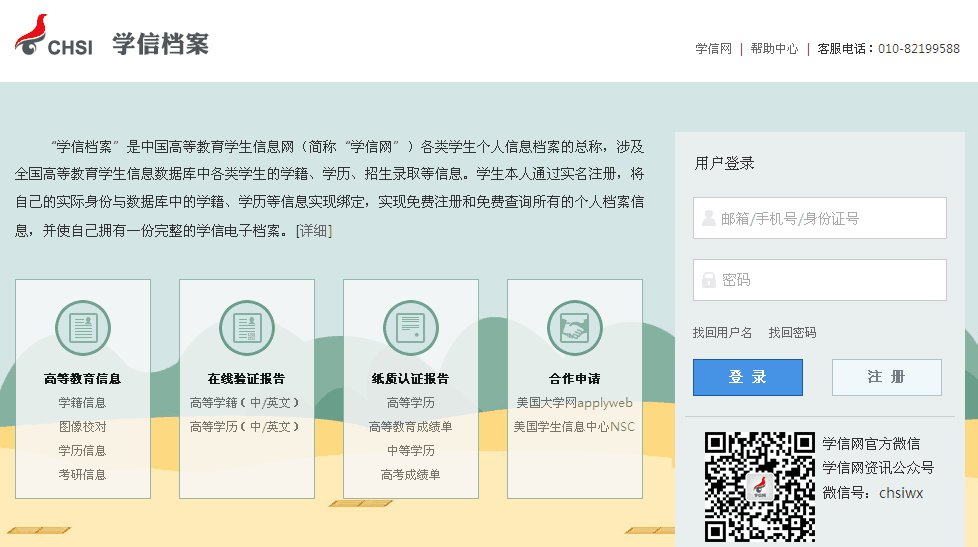 CHSI 学信档案
学信网 | 帮助中心 | 客服电话：010-82199588
“学信档案”是中国高等教育学生信息网（简称“学信网”）各类学生个人信息档案的总称，涉及
全国高等教育学生信息数据库中各类学生的学籍、学历、招生录取等信息。学生本人通过实名注册，将
自己的实际身份与数据库中的学籍、学历等信息实现绑定，实现免费注册和免费查询所有的个人档案信
息，并使自己拥有一份完整的学信电子档案。[详细]
高等教育信息
学籍信息
图像校对
学历信息
考研信息
在线验证报告
高等学籍（中/英文）
高等学历（中/英文）
纸质认证报告
高等学历
高等教育成绩单
中等学历
高考成绩单
合作申请
美国大学网applyweb
美国学生信息中心NSC
用户登录
邮箱/手机号/身份证号
密码
找回用户名 找回密码
登 录 注 册
学信网官方微信
学信网资讯公众号
微信号：chsiwx